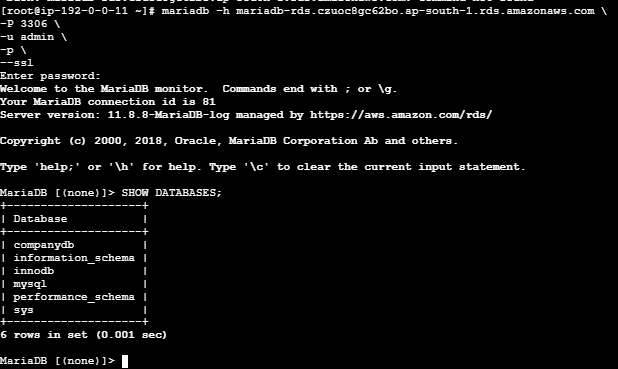 [root@ip-192-0-0-11 ~]# mariadb -h mariadb-rds.czuoc8gc62bo.ap-south-1.rds.amazonaws.com \
-P 3306 \
-u admin \
-p \
--ssl
Enter password:
Welcome to the MariaDB monitor.  Commands end with ; or \g.
Your MariaDB connection id is 81
Server version: 11.8.8-MariaDB-log managed by https://aws.amazon.com/rds/
Copyright (c) 2000, 2018, Oracle, MariaDB Corporation Ab and others.
Type 'help;' or '\h' for help. Type '\c' to clear the current input statement.
MariaDB [(none)]> SHOW DATABASES;
+--------------------+
| Database           |
+--------------------+
| companydb          |
| information_schema |
| innodb             |
| mysql              |
| performance_schema |
| sys                |
+--------------------+
6 rows in set (0.001 sec)
MariaDB [(none)]>